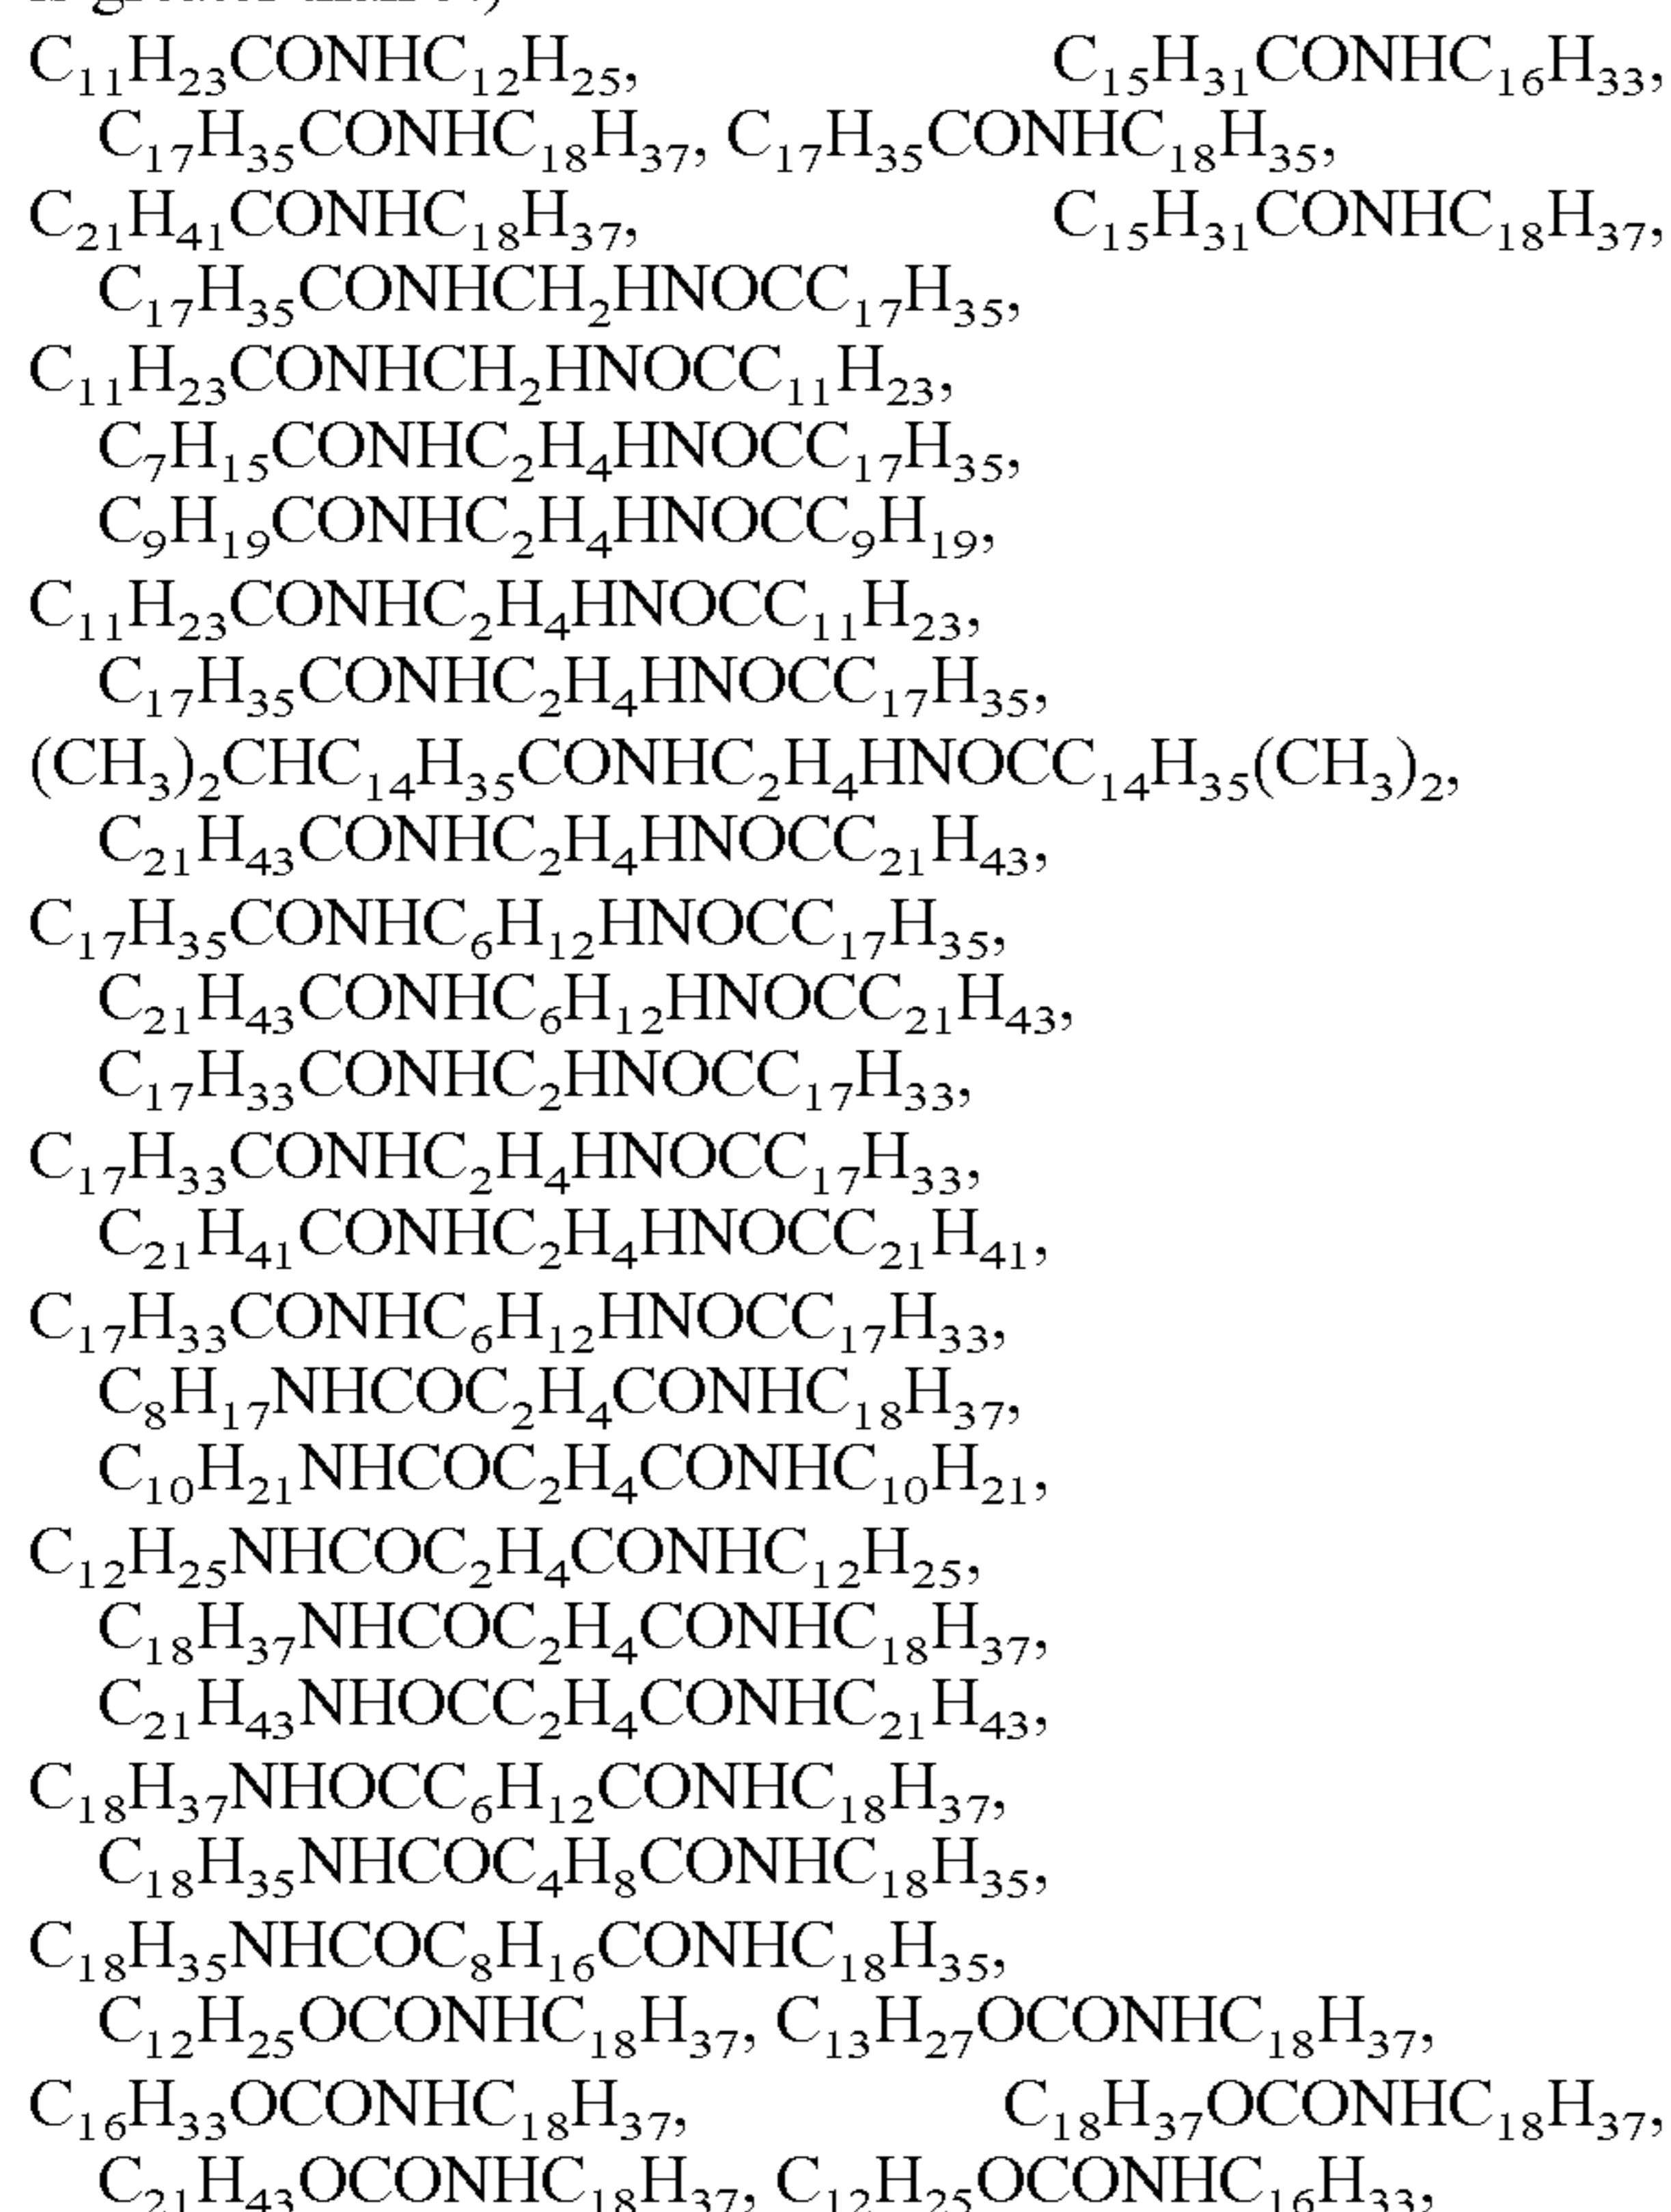 C₁₁H₂₃CONHC₁₂H₂₅, C₁₅H₃₁CONHC₁₆H₃₃,
C₁₇H₃₅CONHC₁₈H₃₇, C₁₇H₃₅CONHC₁₈H₃₅,
C₂₁H₄₁CONHC₁₈H₃₇, C₁₅H₃₁CONHC₁₈H₃₇,
C₁₇H₃₅CONHCH₂HNOCC₁₇H₃₅,
C₁₁H₂₃CONHCH₂HNOCC₁₁H₂₃,
C₇H₁₅CONHC₂H₄HNOCC₁₇H₃₅,
C₉H₁₉CONHC₂H₄HNOCC₉H₁₉,
C₁₁H₂₃CONHC₂H₄HNOCC₁₁H₂₃,
C₁₇H₃₅CONHC₂H₄HNOCC₁₇H₃₅,
(CH₃)₂CHC₁₄H₃₅CONHC₂H₄HNOCC₁₄H₃₅(CH₃)₂,
C₂₁H₄₃CONHC₂H₄HNOCC₂₁H₄₃,
C₁₇H₃₅CONHC₆H₁₂HNOCC₁₇H₃₅,
C₂₁H₄₃CONHC₆H₁₂HNOCC₂₁H₄₃,
C₁₇H₃₃CONHC₂HNOCC₁₇H₃₃,
C₁₇H₃₃CONHC₂H₄HNOCC₁₇H₃₃,
C₂₁H₄₁CONHC₂H₄HNOCC₂₁H₄₁,
C₁₇H₃₃CONHC₆H₁₂HNOCC₁₇H₃₃,
C₈H₁₇NHCOC₂H₄CONHC₁₈H₃₇,
C₁₀H₂₁NHCOC₂H₄CONHC₁₀H₂₁,
C₁₂H₂₅NHCOC₂H₄CONHC₁₂H₂₅,
C₁₈H₃₇NHCOC₂H₄CONHC₁₈H₃₇,
C₂₁H₄₃NHOCC₂H₄CONHC₂₁H₄₃,
C₁₈H₃₇NHOCC₆H₁₂CONHC₁₈H₃₇,
C₁₈H₃₅NHCOC₄H₈CONHC₁₈H₃₅,
C₁₈H₃₅NHCOC₈H₁₆CONHC₁₈H₃₅,
C₁₂H₂₅OCONHC₁₈H₃₇, C₁₃H₂₇OCONHC₁₈H₃₇,
C₁₆H₃₃OCONHC₁₈H₃₇, C₁₈H₃₇OCONHC₁₈H₃₇,
C₂₁H₄₃OCONHC₁₈H₃₇, C₁₂H₂₅OCONHC₁₆H₃₃,